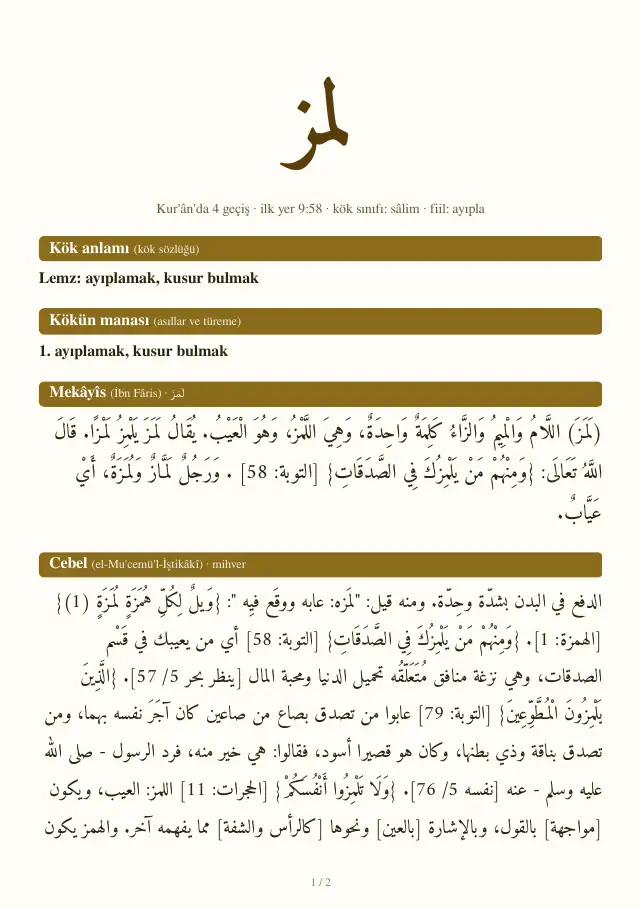 لمز
Kur'ân'da 4 geçiş · ilk yer 9:58 · kök sınıfı: sâlim · fiil: ayıpla
Kök anlamı (kök sözlüğü)
Lemz: ayıplamak, kusur bulmak
Kökün manası (asıllar ve türeme)
1. ayıplamak, kusur bulmak
Mekâyîs (İbn Fâris) · لَمَزَ
(لَمَزَ) اللَّامُ وَالْمِيمُ وَالزَّاءُ كَلِمَةٌ وَاحِدَةٌ، وَهِيَ اللَّمْزُ، وَهُوَ الْعَيْبُ. يُقَالُ لَمَزَ يَلْمِزُ لَمْزًا. قَالَ
اللَّهُ تَعَالَى: {وَمِنْهُمْ مَنْ يَلْمِزُكَ فِي الصَّدَقَاتِ} [التوبة: 58] . وَرَجُلٌ لَمَّازٌ وَلُمَزَةٌ، أَيْ
عَيَّابٌ.
Cebel (el-Mu'cemü'l-İştikâkî) · mihver
الدفع في البدن بشدّة وحِدّة. ومنه قيل: "لمَزه: عابه ووقَع فيِه ": {وَيلٌ لِكُلِّ هُمَزَةٍ لُمَزَةٍ (1)}
[الهمزة: 1]. {وَمِنْهُمْ مَنْ يَلْمِزُكَ فِي الصَّدَقَاتِ} [التوبة: 58] أي من يعيبك في قَسْم
الصدقات، وهي نزغة منافق مُتَعَلّقُه تحميل الدنيا ومحبة المال [ينظر بحر 5/ 57]. {الَّذِينَ
يَلْمِزُونَ الْمُطَّوِّعِينَ} [التوبة: 79] عابوا من تصدق بصاع من صاعين كان آجَرَ نفسه بهما، ومن
تصدق بناقة وذي بطنها، وكان هو قصيرا أسود، فقالوا: هي خير منه، فرد الرسول - صلى الله
عليه وسلم - عنه [نفسه 5/ 76]. {وَلَا تَلْمِزُوا أَنْفُسَكُمْ} [الحجرات: 11] اللمز: العيب، ويكون
[مواجهة] بالقول، وبالإشارة [بالعين] ونحوها [كالرأس والشفة] مما يفهمه آخر. والهمز يكون
1 / 2